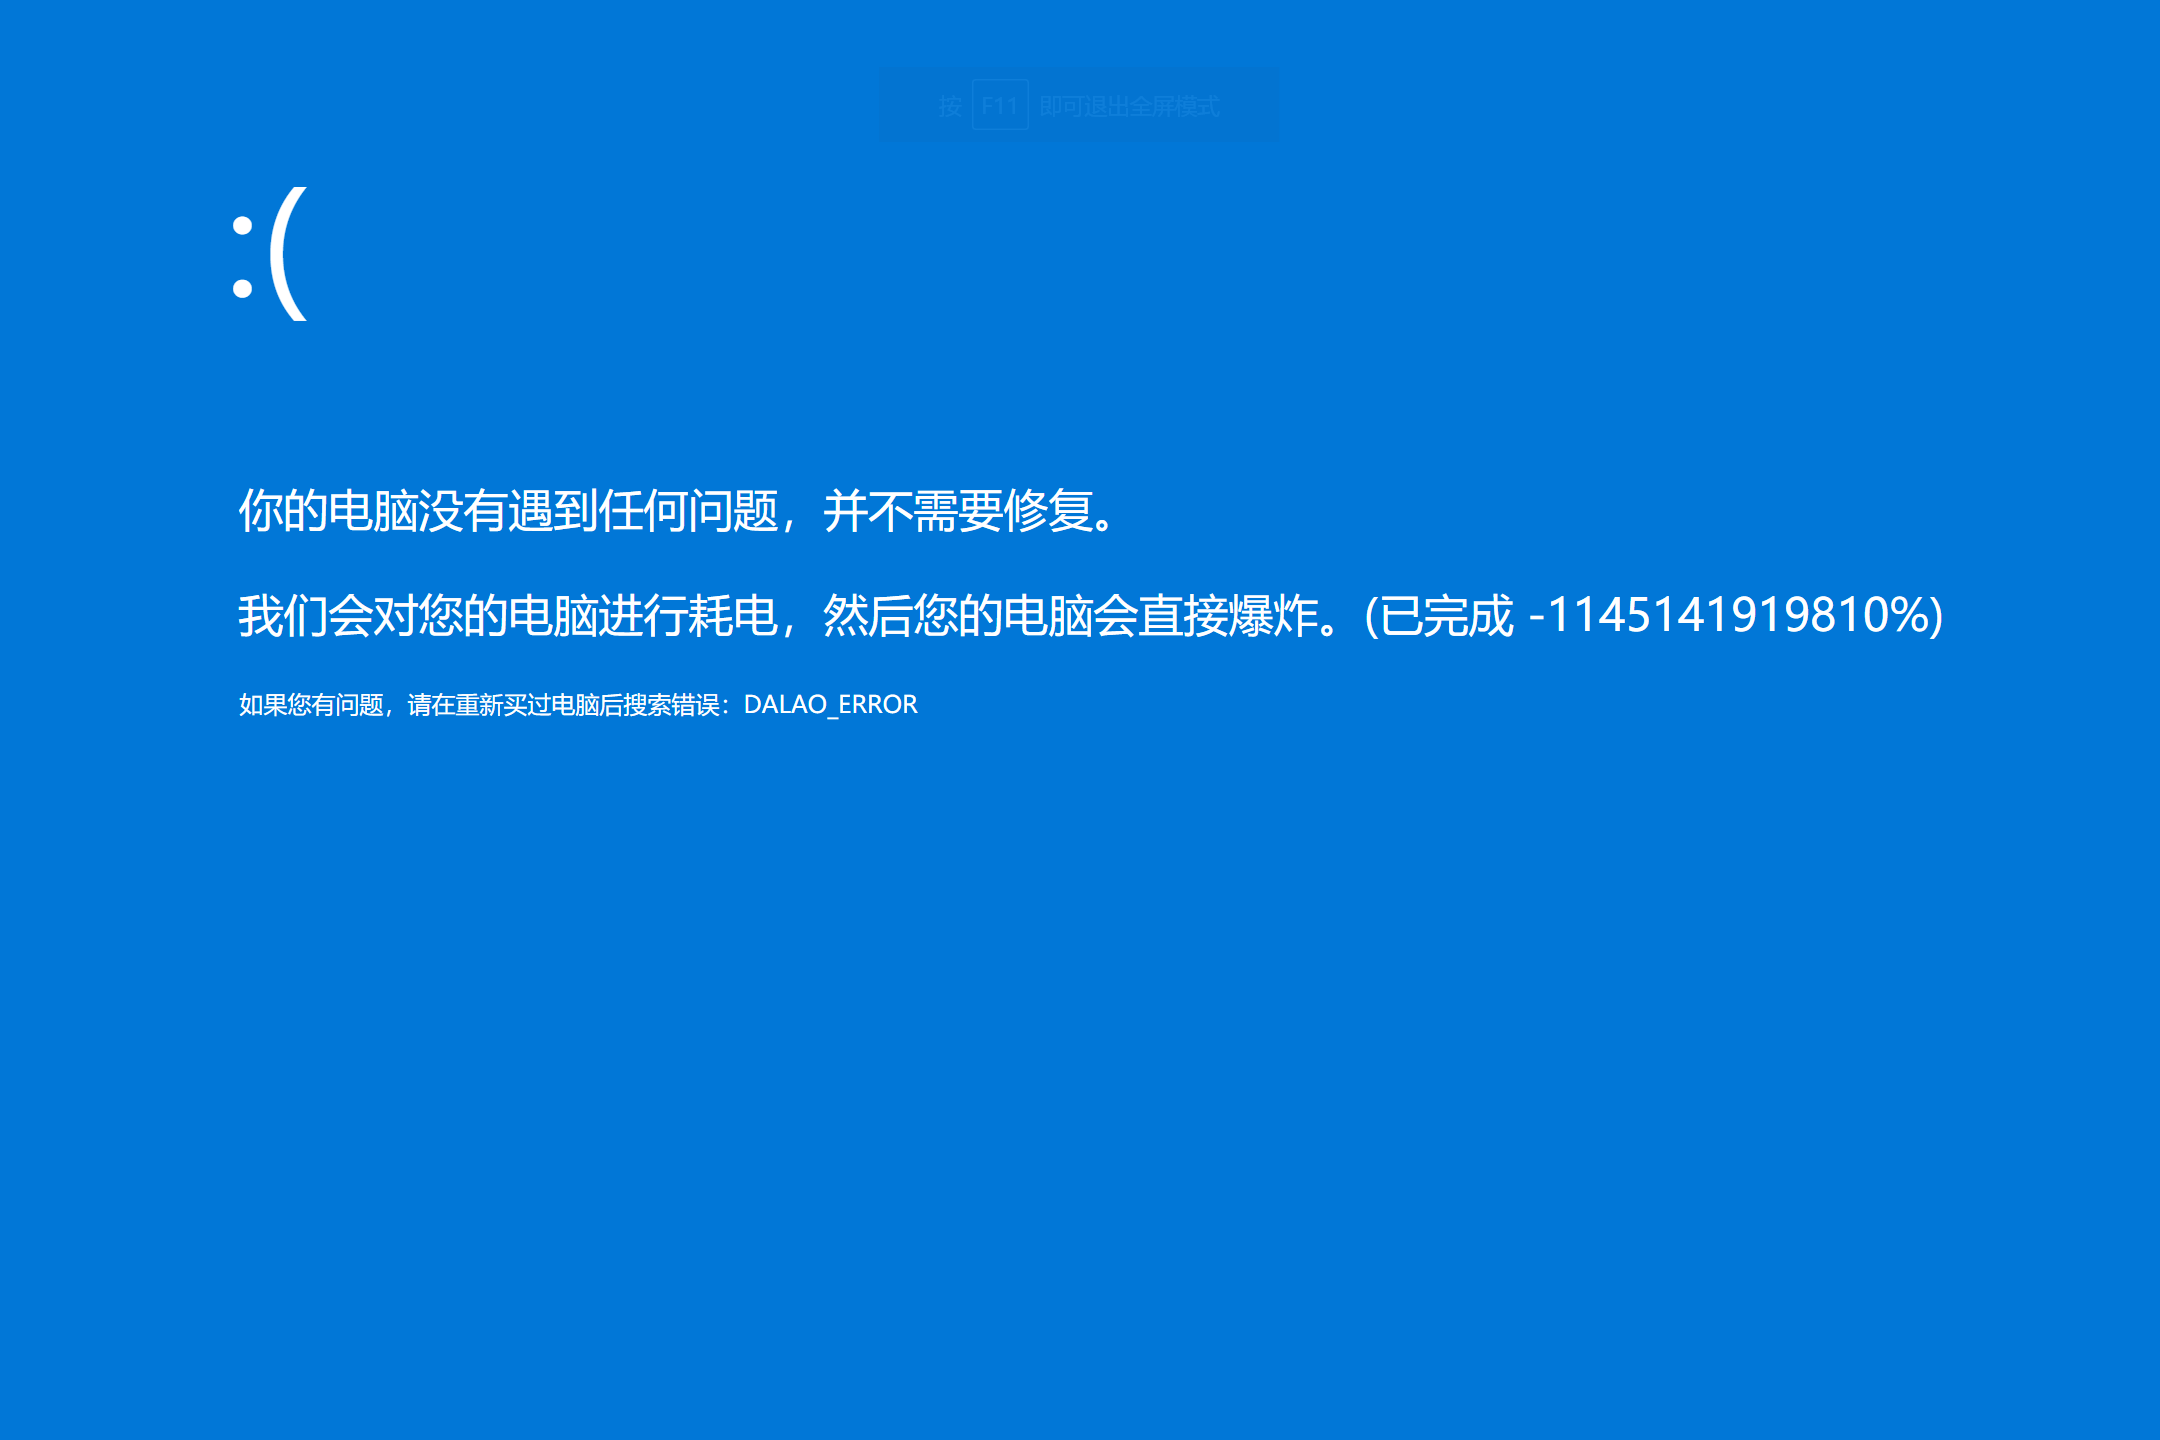 按 F11 即可退出全屏模式
:(
你的电脑没有遇到任何问题，并不需要修复。
我们会对您的电脑进行耗电，然后您的电脑会直接爆炸。(已完成 -1145141919810%)
如果您有问题，请在重新买过电脑后搜索错误：DALAO_ERROR